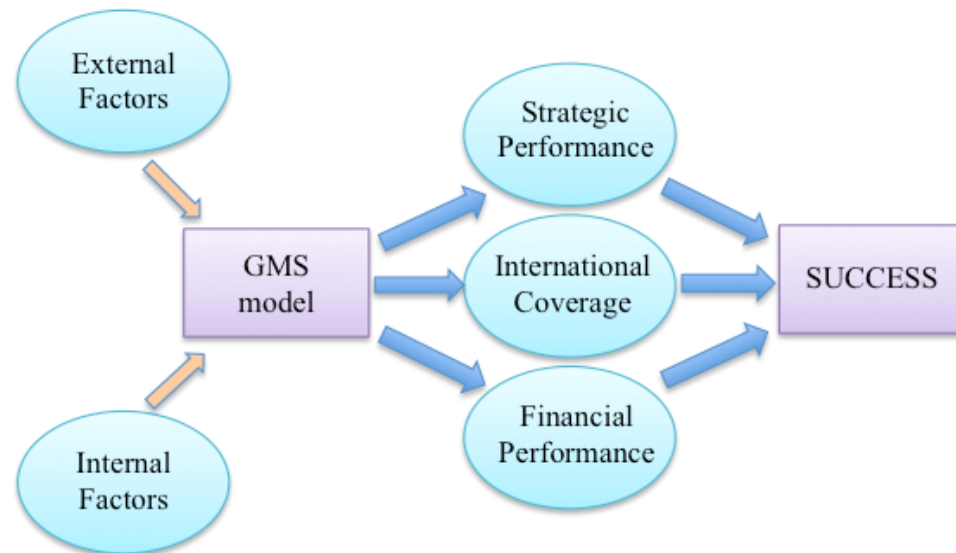 External
Factors
Strategic
Performance
GMS
model
International
Coverage
SUCCESS
Financial
Performance
Internal
Factors